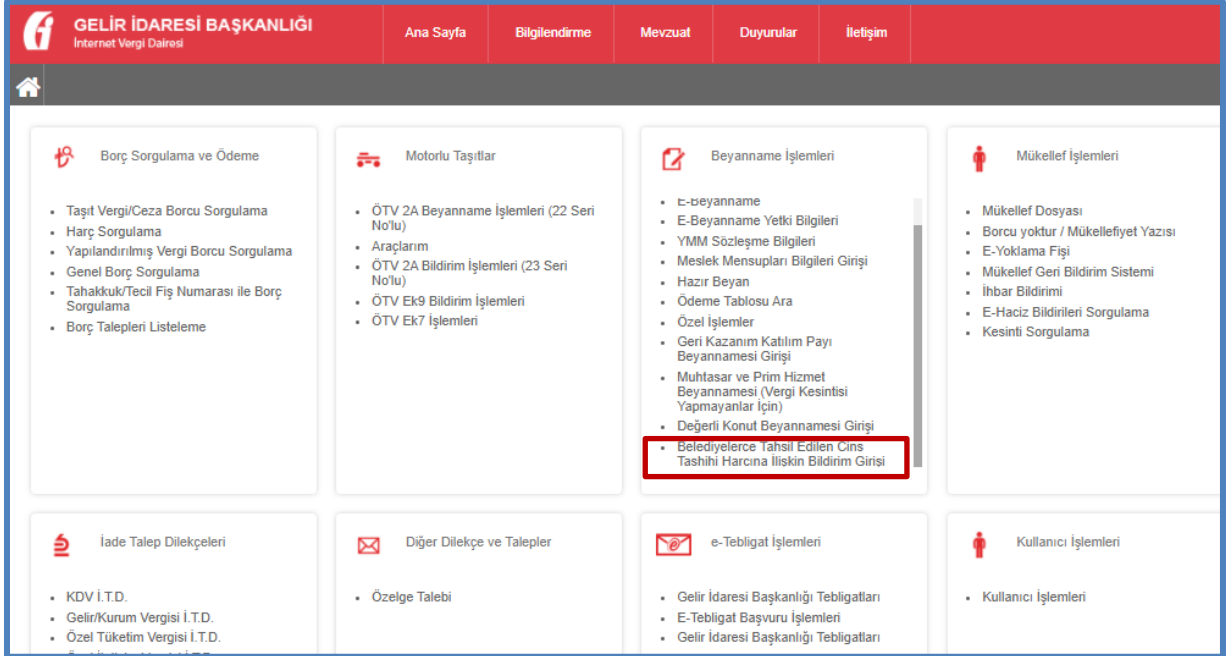 GELİR İDARESİ BAŞKANLIĞI
İnternet Vergi Dairesi
Ana Sayfa
Bilgilendirme
Mevzuat
Duyurular
İletişim
Borç Sorgulama ve Ödeme
Taşıt Vergi/Ceza Borcu Sorgulama
Harç Sorgulama
Yapılandırılmış Vergi Borcu Sorgulama
Genel Borç Sorgulama
Tahakkuk/Tecil Fiş Numarası ile Borç
Sorgulama
Borç Talepleri Listeleme
Motorlu Taşıtlar
ÖTV 2A Beyanname İşlemleri (22 Seri
No'lu)
Araçlarım
ÖTV 2A Bildirim İşlemleri (23 Seri
No'lu)
ÖTV Ek9 Bildirim İşlemleri
ÖTV Ek7 İşlemleri
Beyanname İşlemleri
E-Beyanname
E-Beyanname Yetki Bilgileri
YMM Sözleşme Bilgileri
Meslek Mensupları Bilgileri Girişi
Hazır Beyan
Ödeme Tablosu Ara
Özel İşlemler
Geri Kazanım Katılım Payı
Beyannamesi Girişi
Muhtasar ve Prim Hizmet
Beyannamesi (Vergi Kesintisi
Yapmayanlar İçin)
Değerli Konut Beyannamesi Girişi
Belediyelerce Tahsil Edilen Cins
Tashihi Harcına İlişkin Bildirim Girişi
Mükellef İşlemleri
Mükellef Dosyası
Borcu yoktur / Mükellefiyet Yazısı
E-Yoklama Fişi
Mükellef Geri Bildirim Sistemi
İhbar Bildirimi
E-Haciz Bildirileri Sorgulama
Kesinti Sorgulama
İade Talep Dilekçeleri
KDV İ.T.D.
Gelir/Kurum Vergisi İ.T.D.
Özel Tüketim Vergisi İ.T.D.
Diğer Dilekçe ve Talepler
Özelge Talebi
e-Tebligat İşlemleri
Gelir İdaresi Başkanlığı Tebligatları
E-Tebligat Başvuru İşlemleri
Gelir İdaresi Başkanlığı Tebligatları
Kullanıcı İşlemleri
Kullanıcı İşlemleri